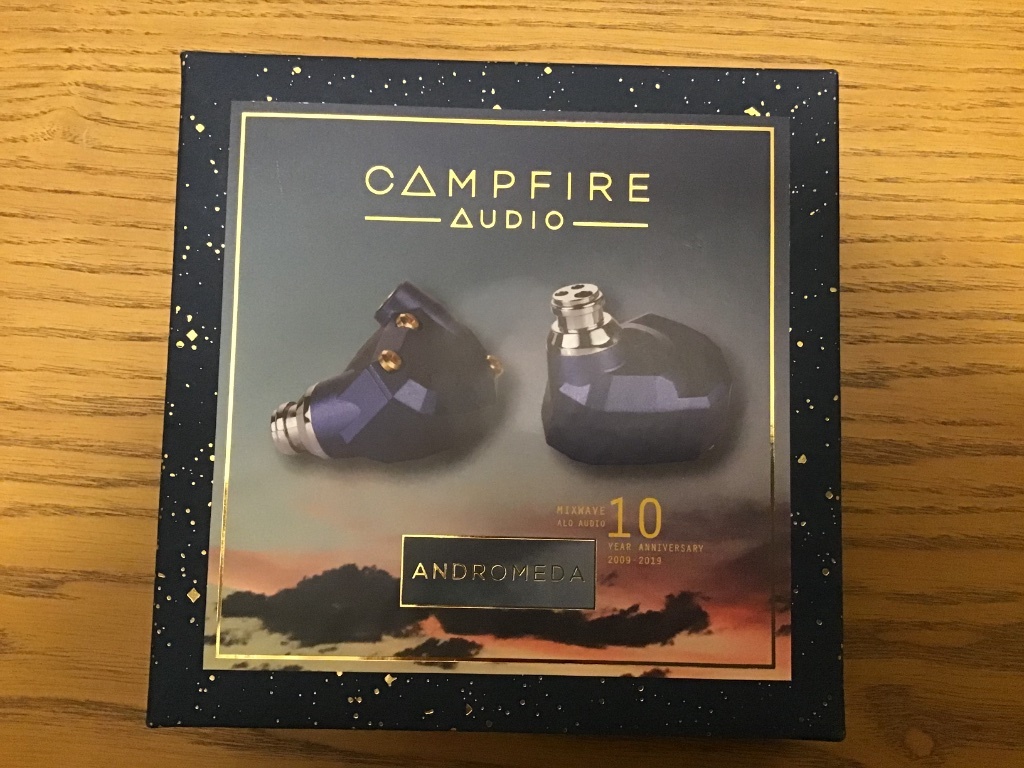 CAMPFIRE
AUDIO
MIXWAVE
ALO AUDIO
10
YEAR ANNIVERSARY
2009-2019
ANDROMEDA